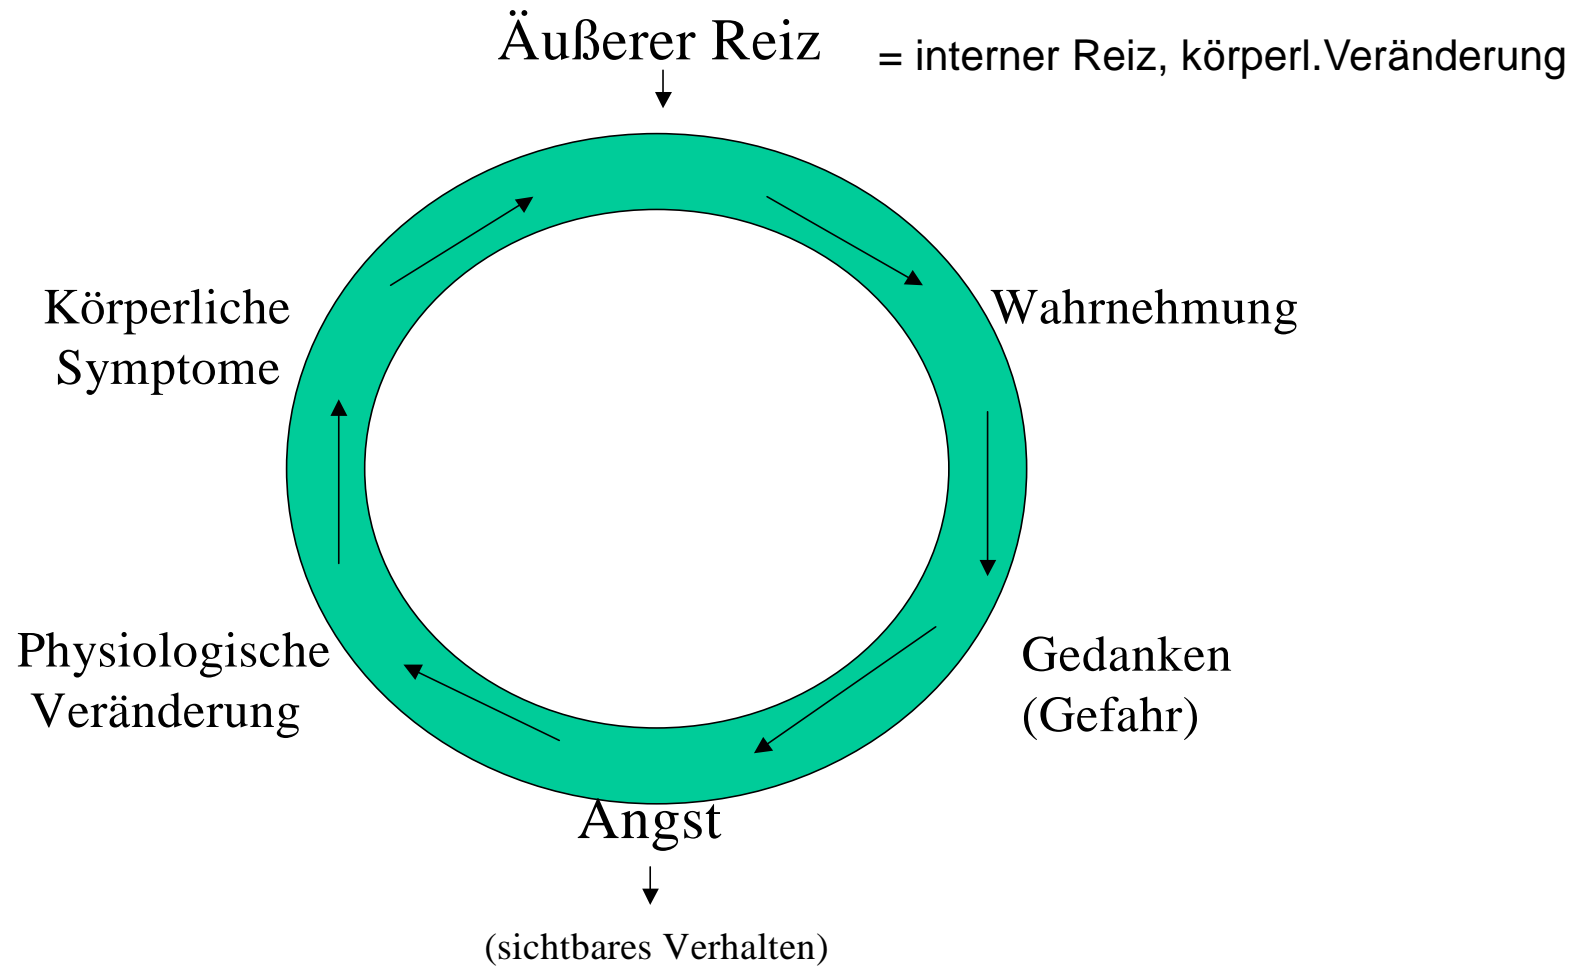 Äußerer Reiz
= interner Reiz, körperl.Veränderung
Wahrnehmung
Gedanken
(Gefahr)
Angst
(sichtbares Verhalten)
Physiologische
Veränderung
Körperliche
Symptome